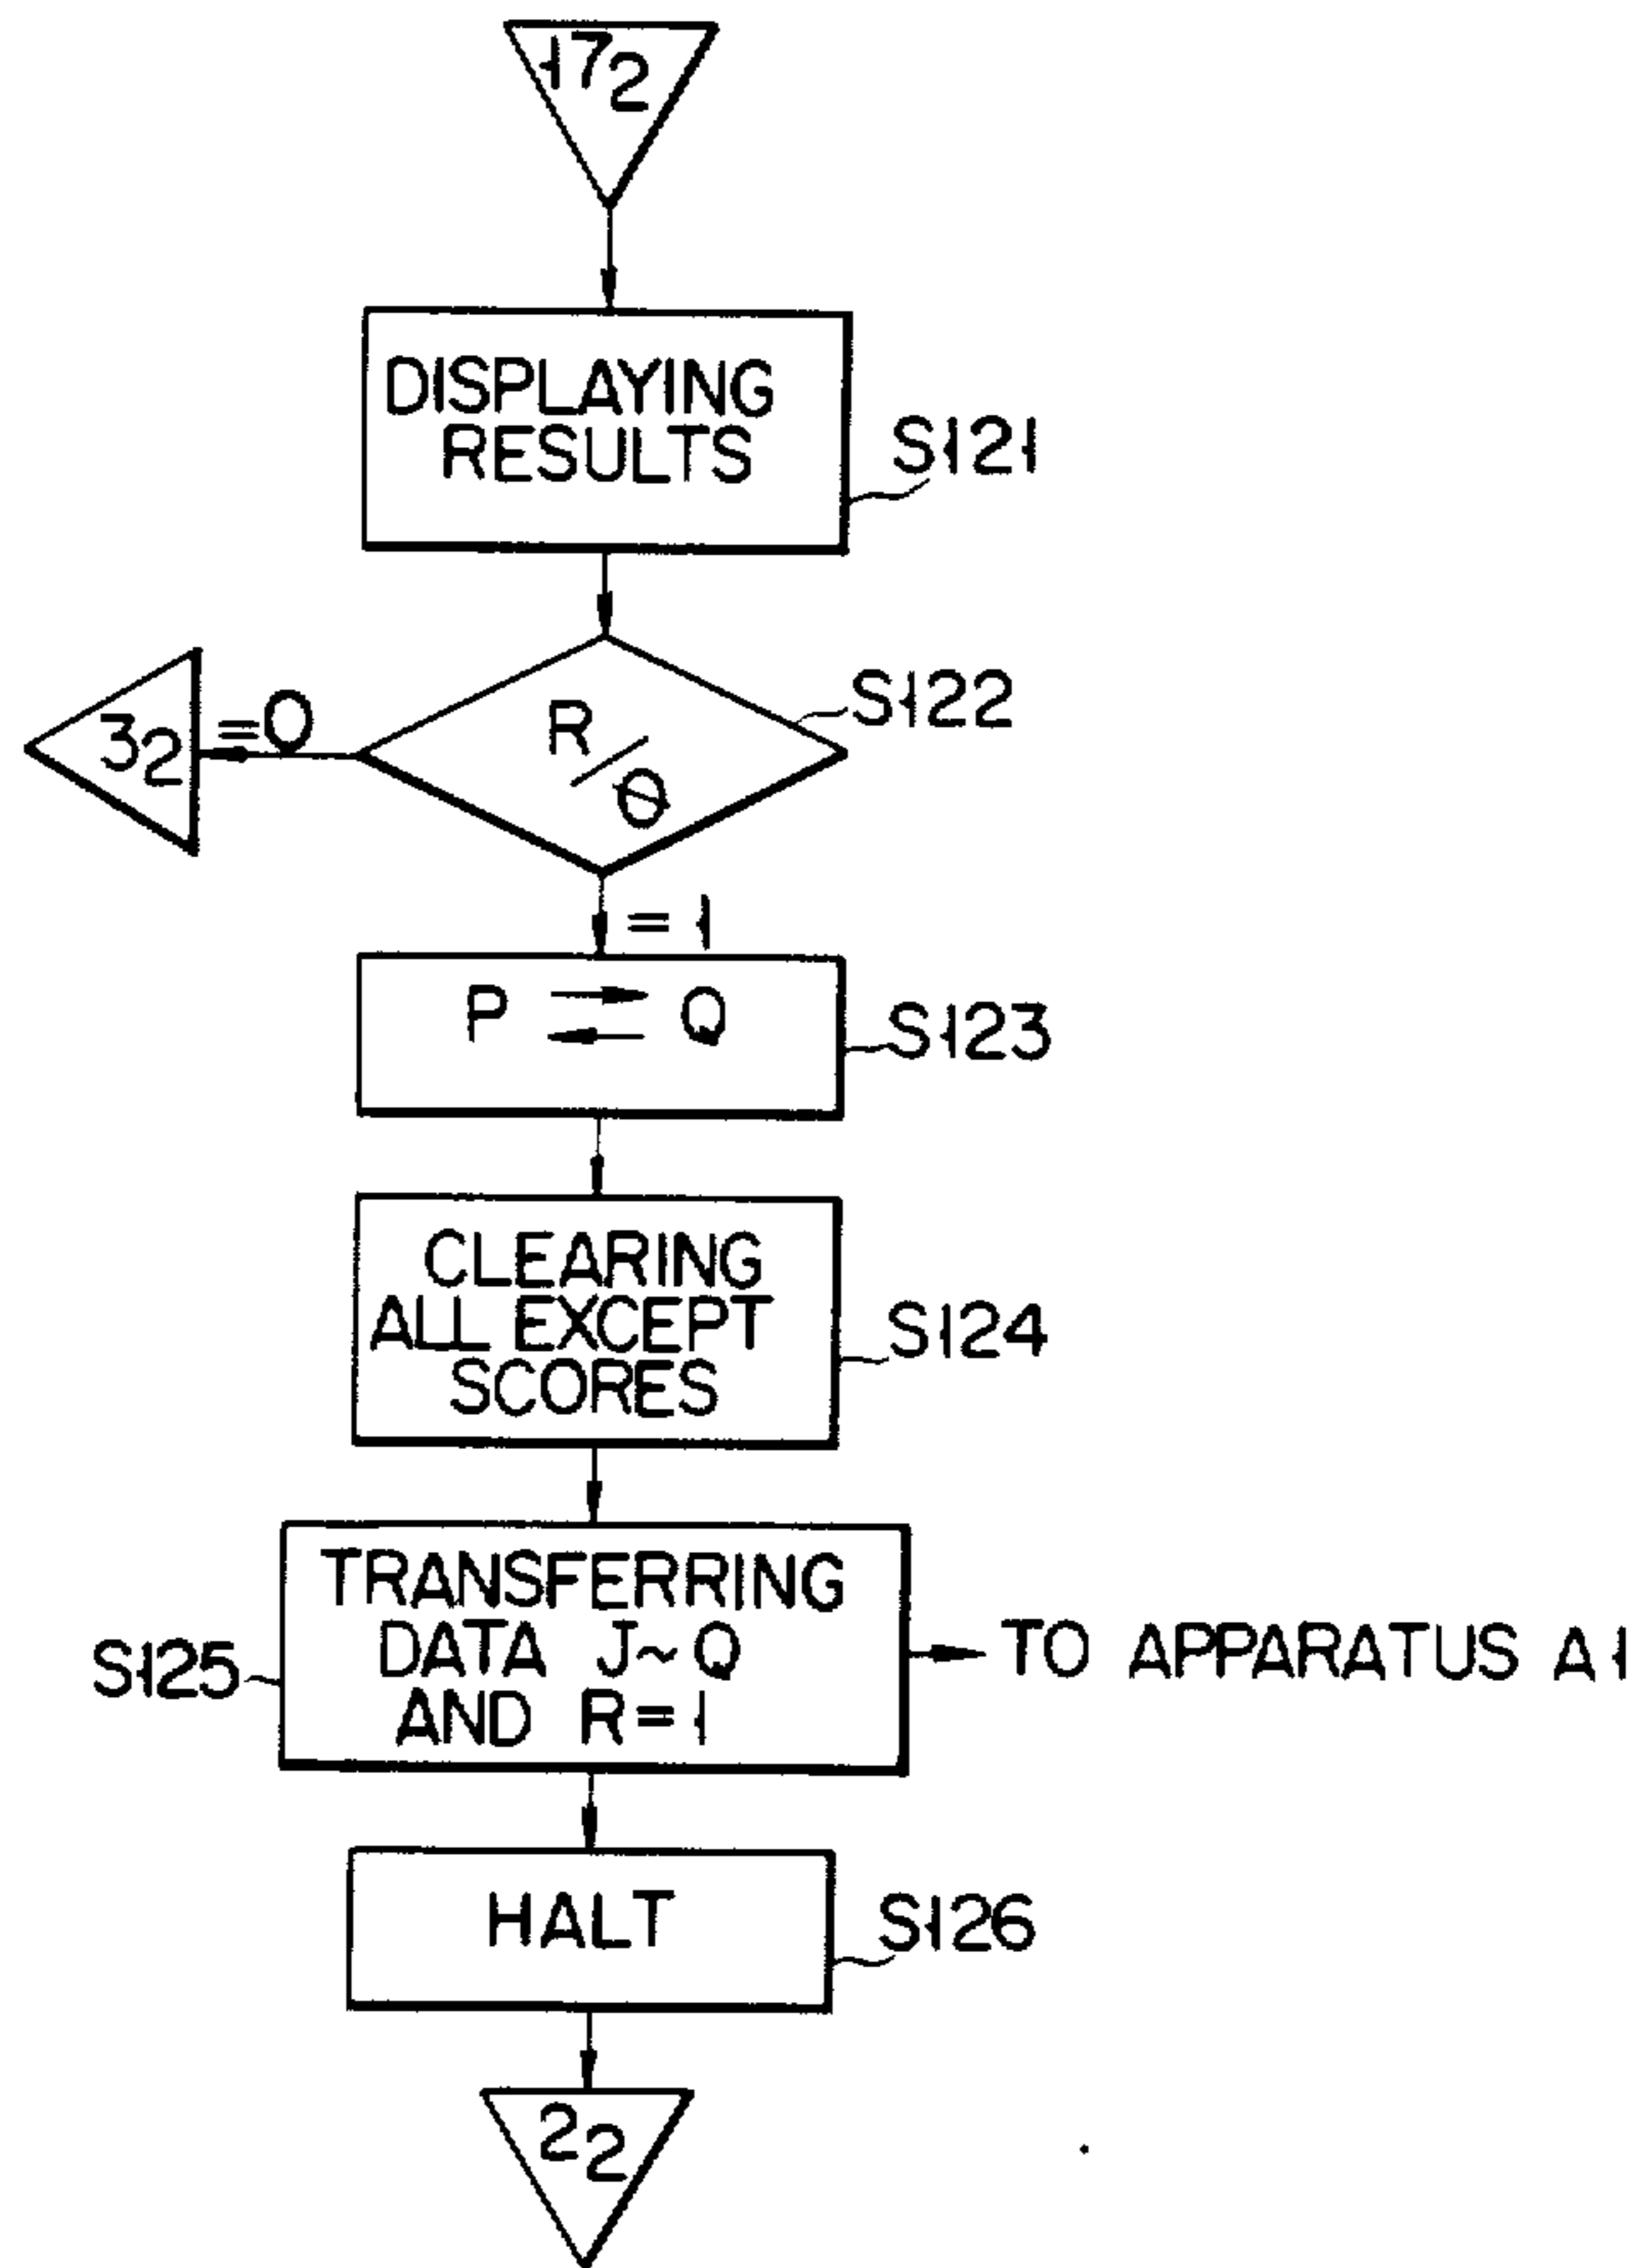 17₂
DISPLAYING
RESULTS
S121
S122
3₂
=0
R/0
=1
P ⇄ Q
S123
CLEARING
ALL EXCEPT
SCORES
S124
TRANSFERRING
DATA J~Q
AND R=1
S125
TO APPARATUS A1
HALT
S126
2₂